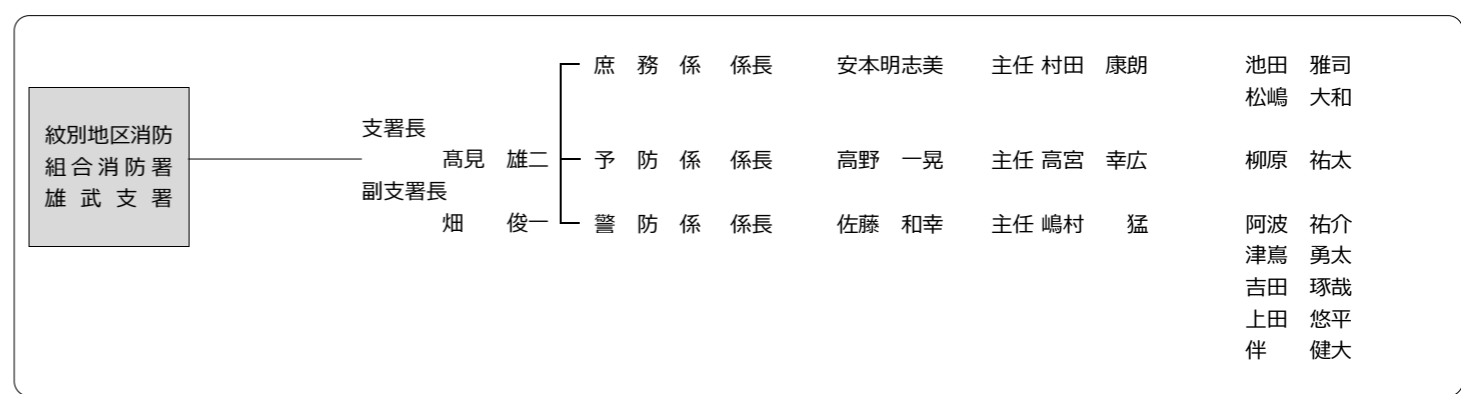 紋別地区消防
組合消防署
雄武支署
支署長
髙見 雄二
副支署長
畑 俊一
庶務係 係長 安本明志美 主任 村田 康朗 池田 雅司
松嶋 大和
予防係 係長 高野 一晃 主任 高宮 幸広 柳原 祐太
警防係 係長 佐藤 和幸 主任 嶋村 猛 阿波 祐介
津嶌 勇太
吉田 琢哉
上田 悠平
伴 健大